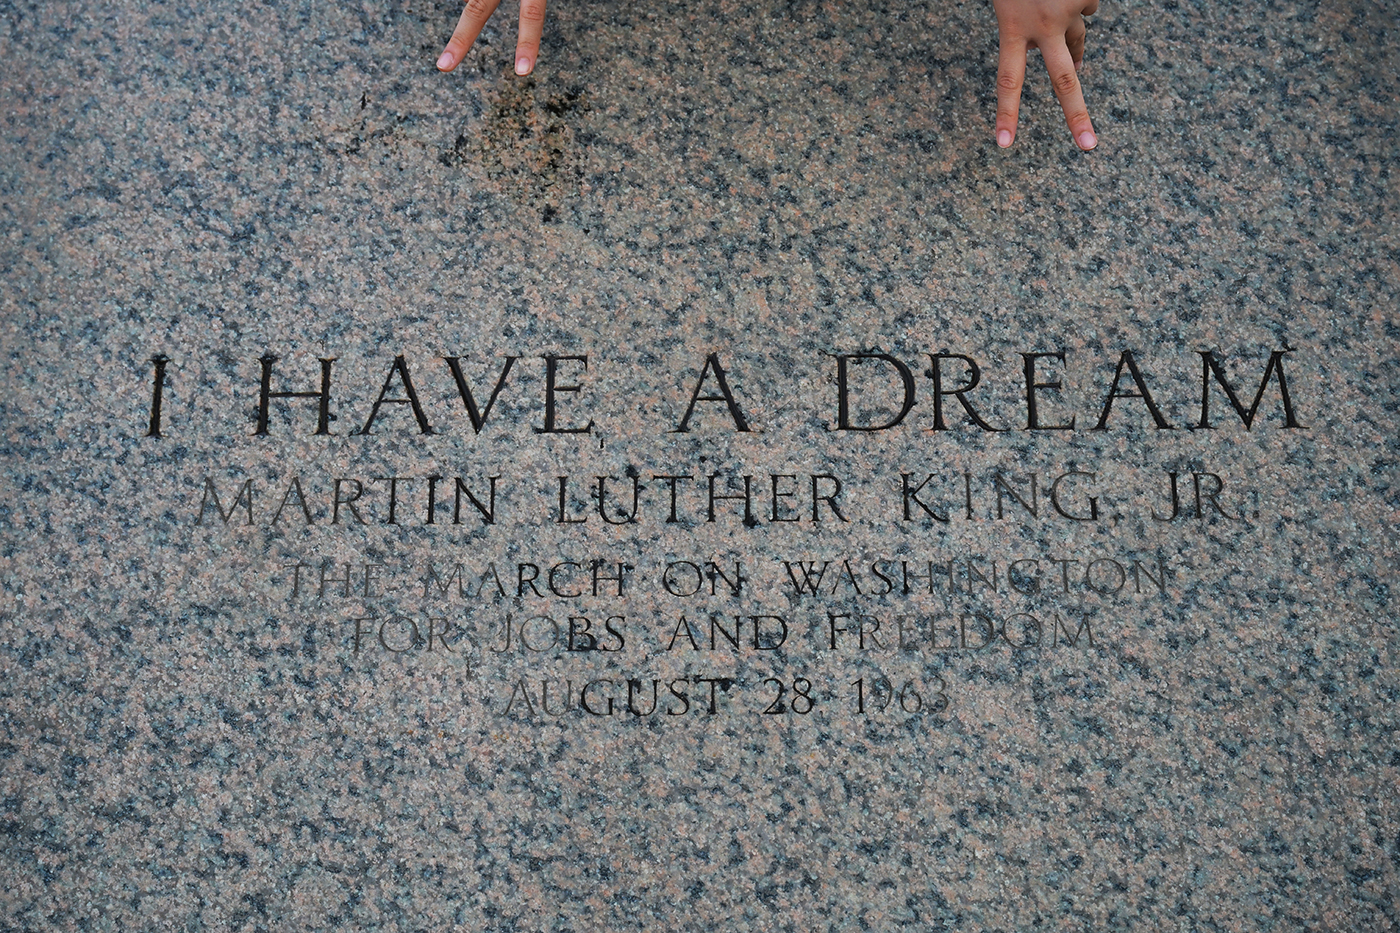 I HAVE A DREAM
MARTIN LUTHER KING, JR.
THE MARCH ON WASHINGTON
FOR JOBS AND FREEDOM
AUGUST 28 1963